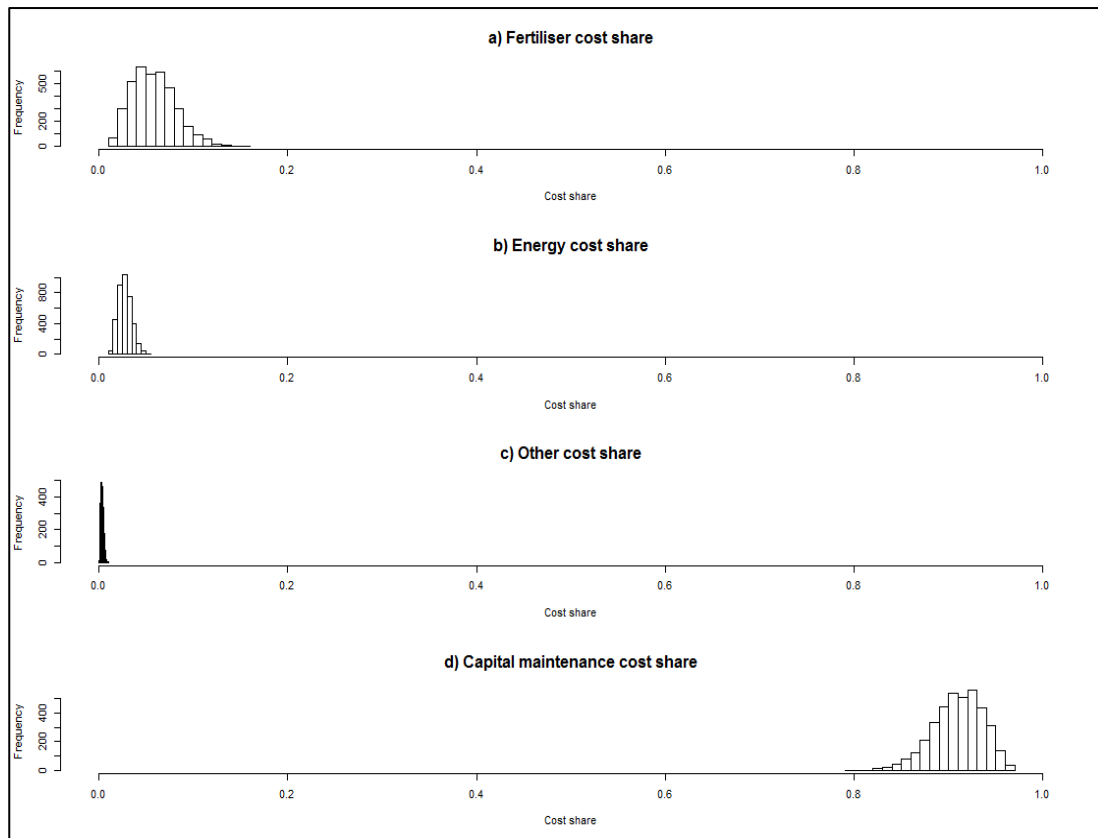 a) Fertiliser cost share
Frequency
0 200 500
0.0 0.2 0.4 0.6 0.8 1.0
Cost share
b) Energy cost share
Frequency
0 400 800
0.0 0.2 0.4 0.6 0.8 1.0
Cost share
c) Other cost share
Frequency
0 200 400
0.0 0.2 0.4 0.6 0.8 1.0
Cost share
d) Capital maintenance cost share
Frequency
0 200 400
0.0 0.2 0.4 0.6 0.8 1.0
Cost share